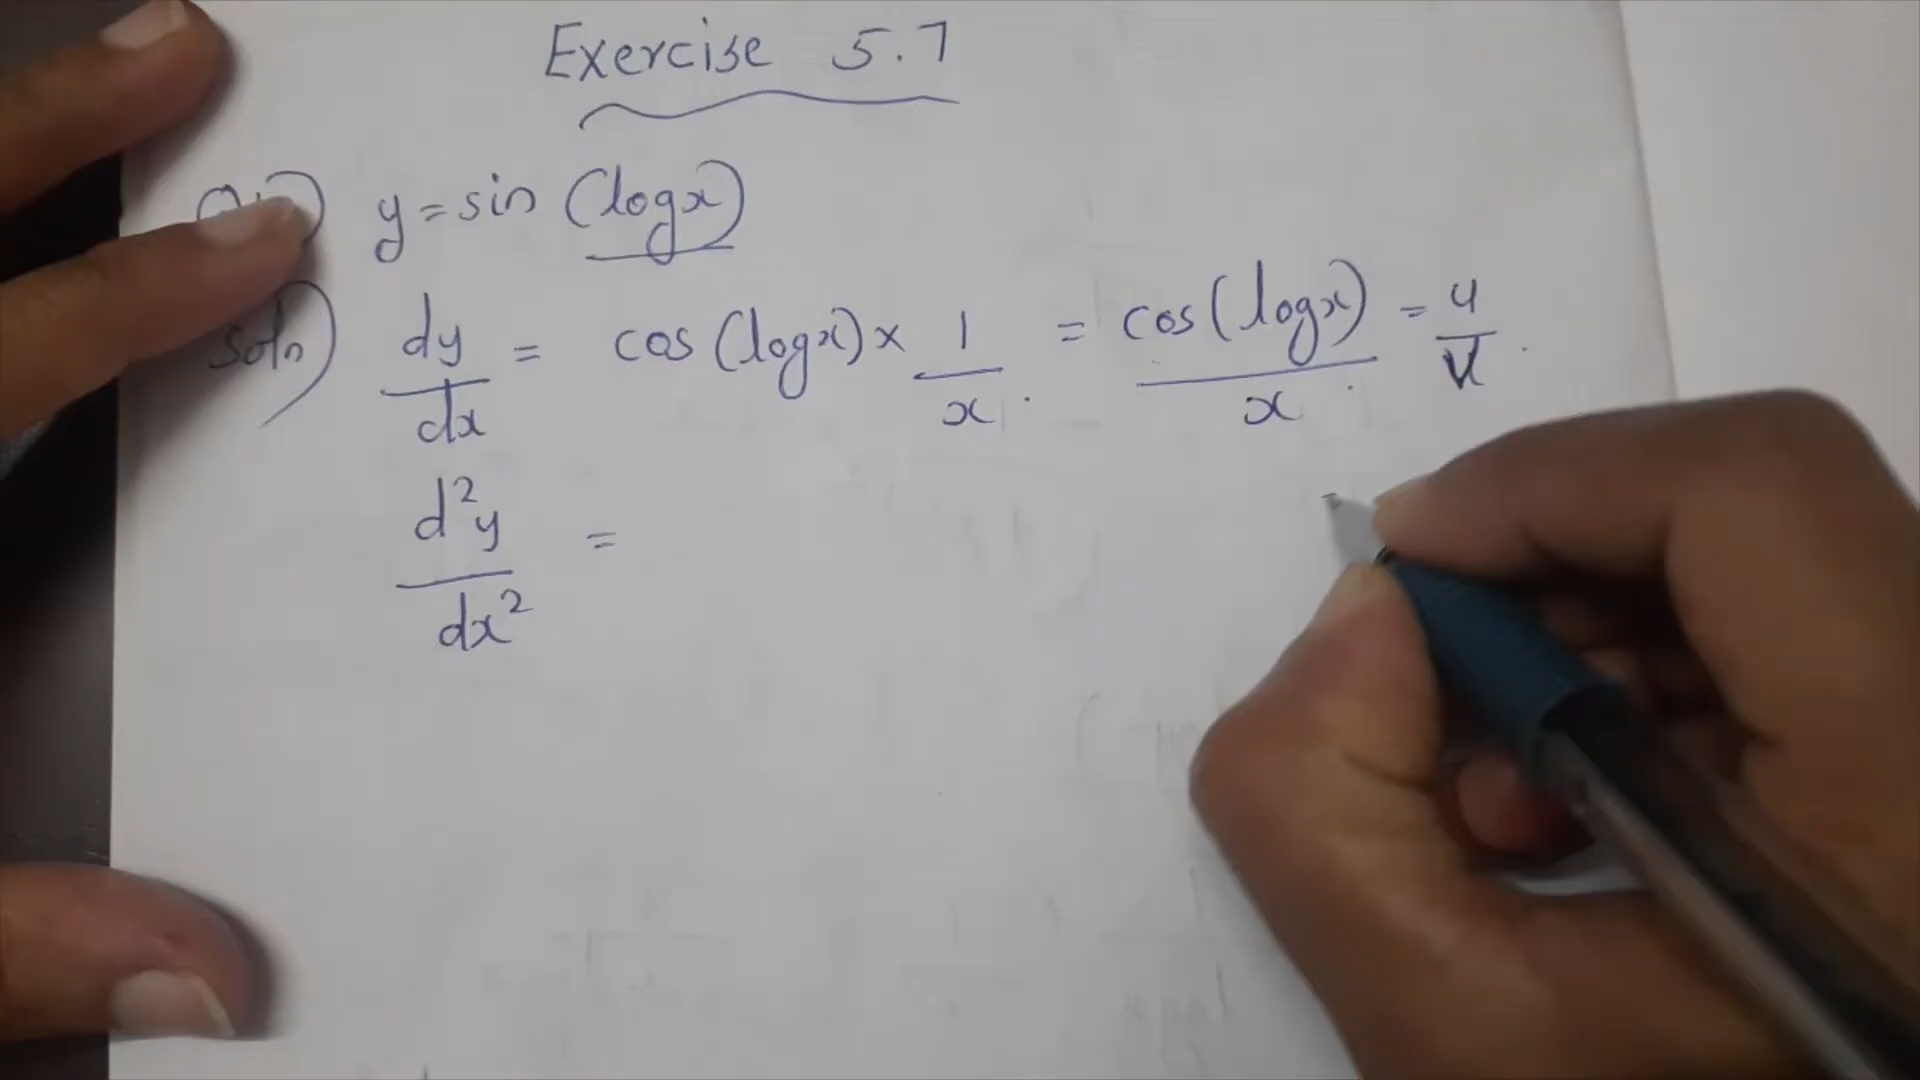 Exercise 5.7
y = sin (log x)
Soln) dy/dx = cos (log x) × 1/x . = cos (log x)/x = u/v .
d²y/dx² =